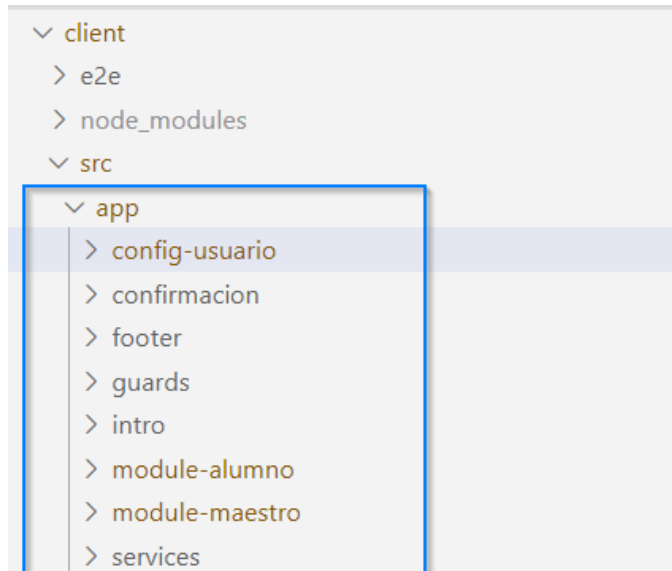 client
e2e
node_modules
src
app
config-usuario
confirmacion
footer
guards
intro
module-alumno
module-maestro
services